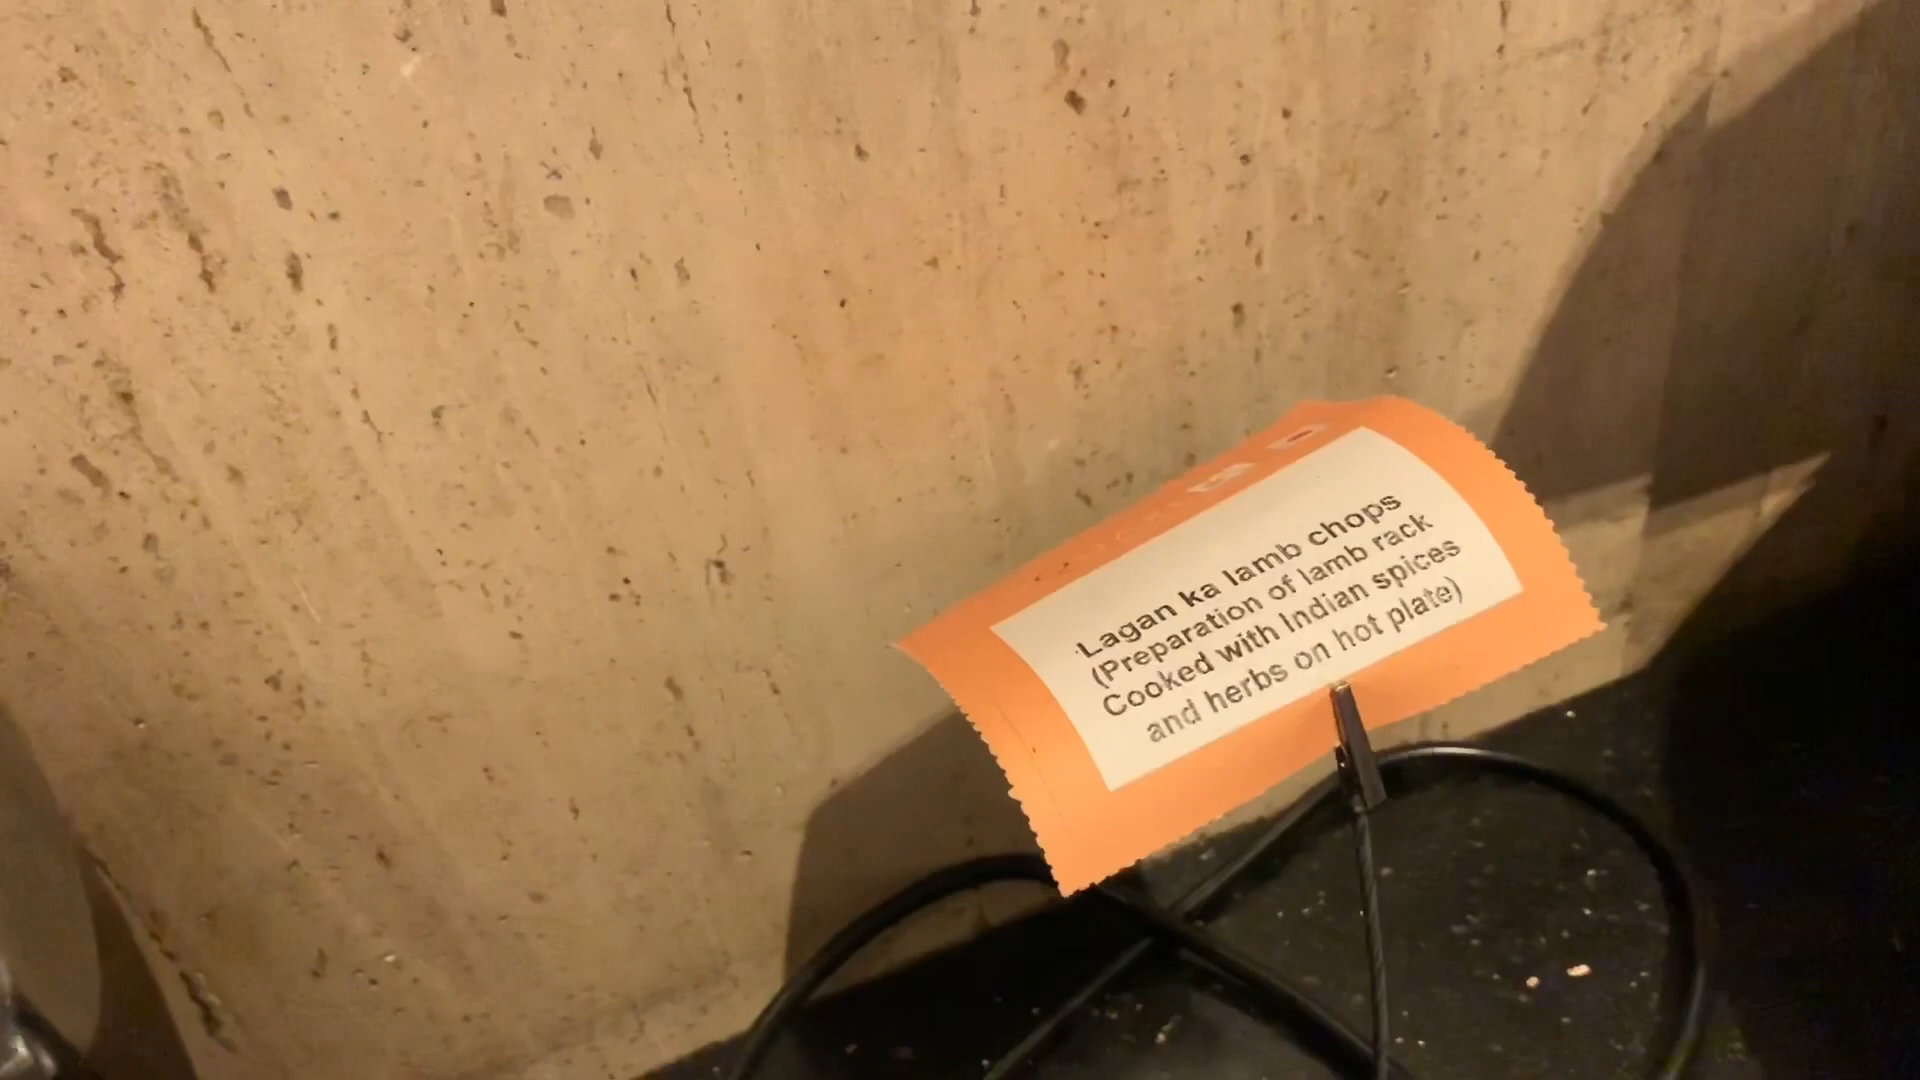 Lagan ka lamb chops
(Preparation of lamb rack
Cooked with Indian spices
and herbs on hot plate)